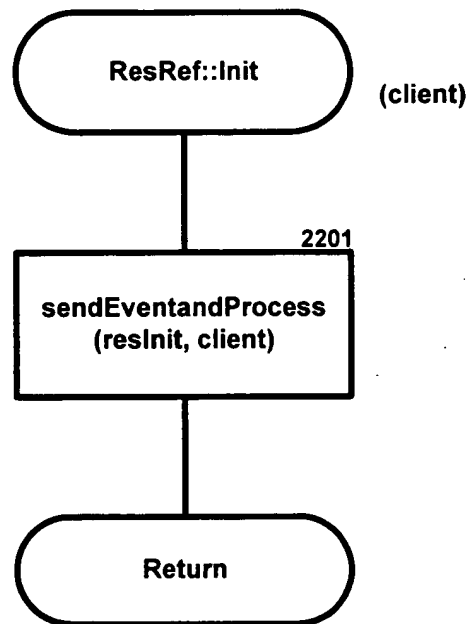 ResRef::Init
(client)
2201
sendEventandProcess
(resInit, client)
Return